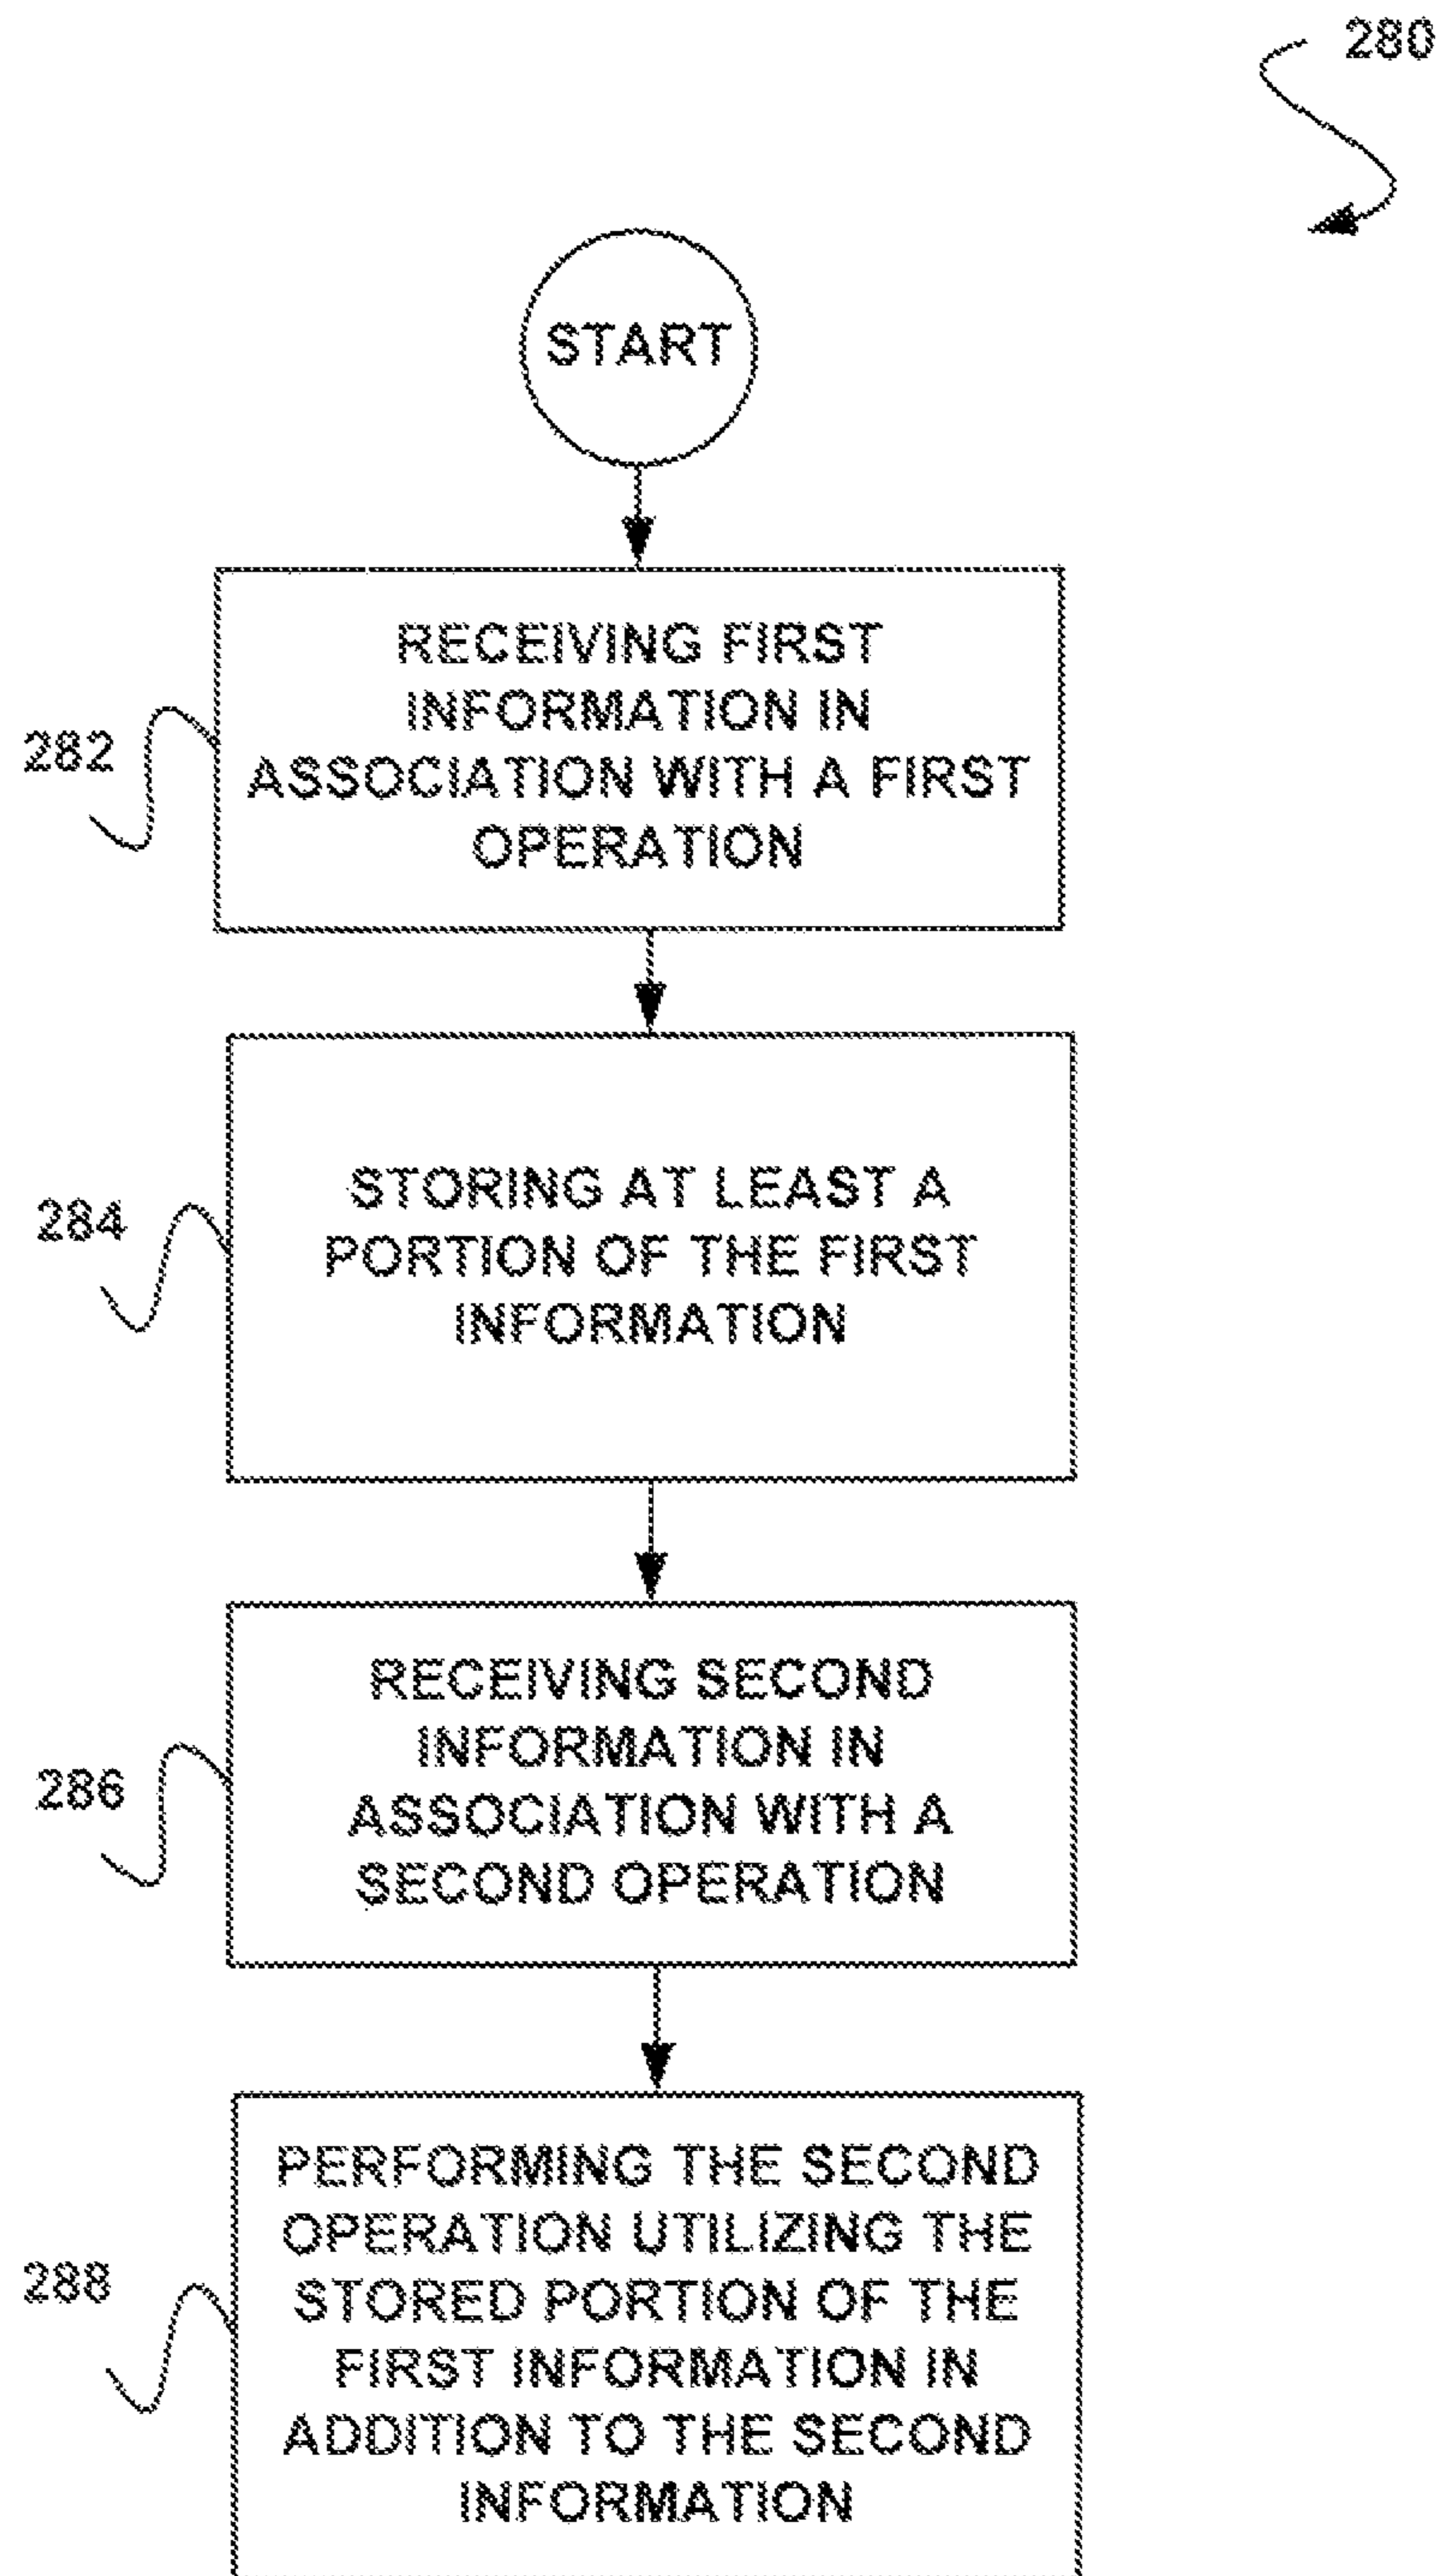 280
START
RECEIVING FIRST
INFORMATION IN
ASSOCIATION WITH A FIRST
OPERATION
282
STORING AT LEAST A
PORTION OF THE FIRST
INFORMATION
284
RECEIVING SECOND
INFORMATION IN
ASSOCIATION WITH A
SECOND OPERATION
286
PERFORMING THE SECOND
OPERATION UTILIZING THE
STORED PORTION OF THE
FIRST INFORMATION IN
ADDITION TO THE SECOND
INFORMATION
288